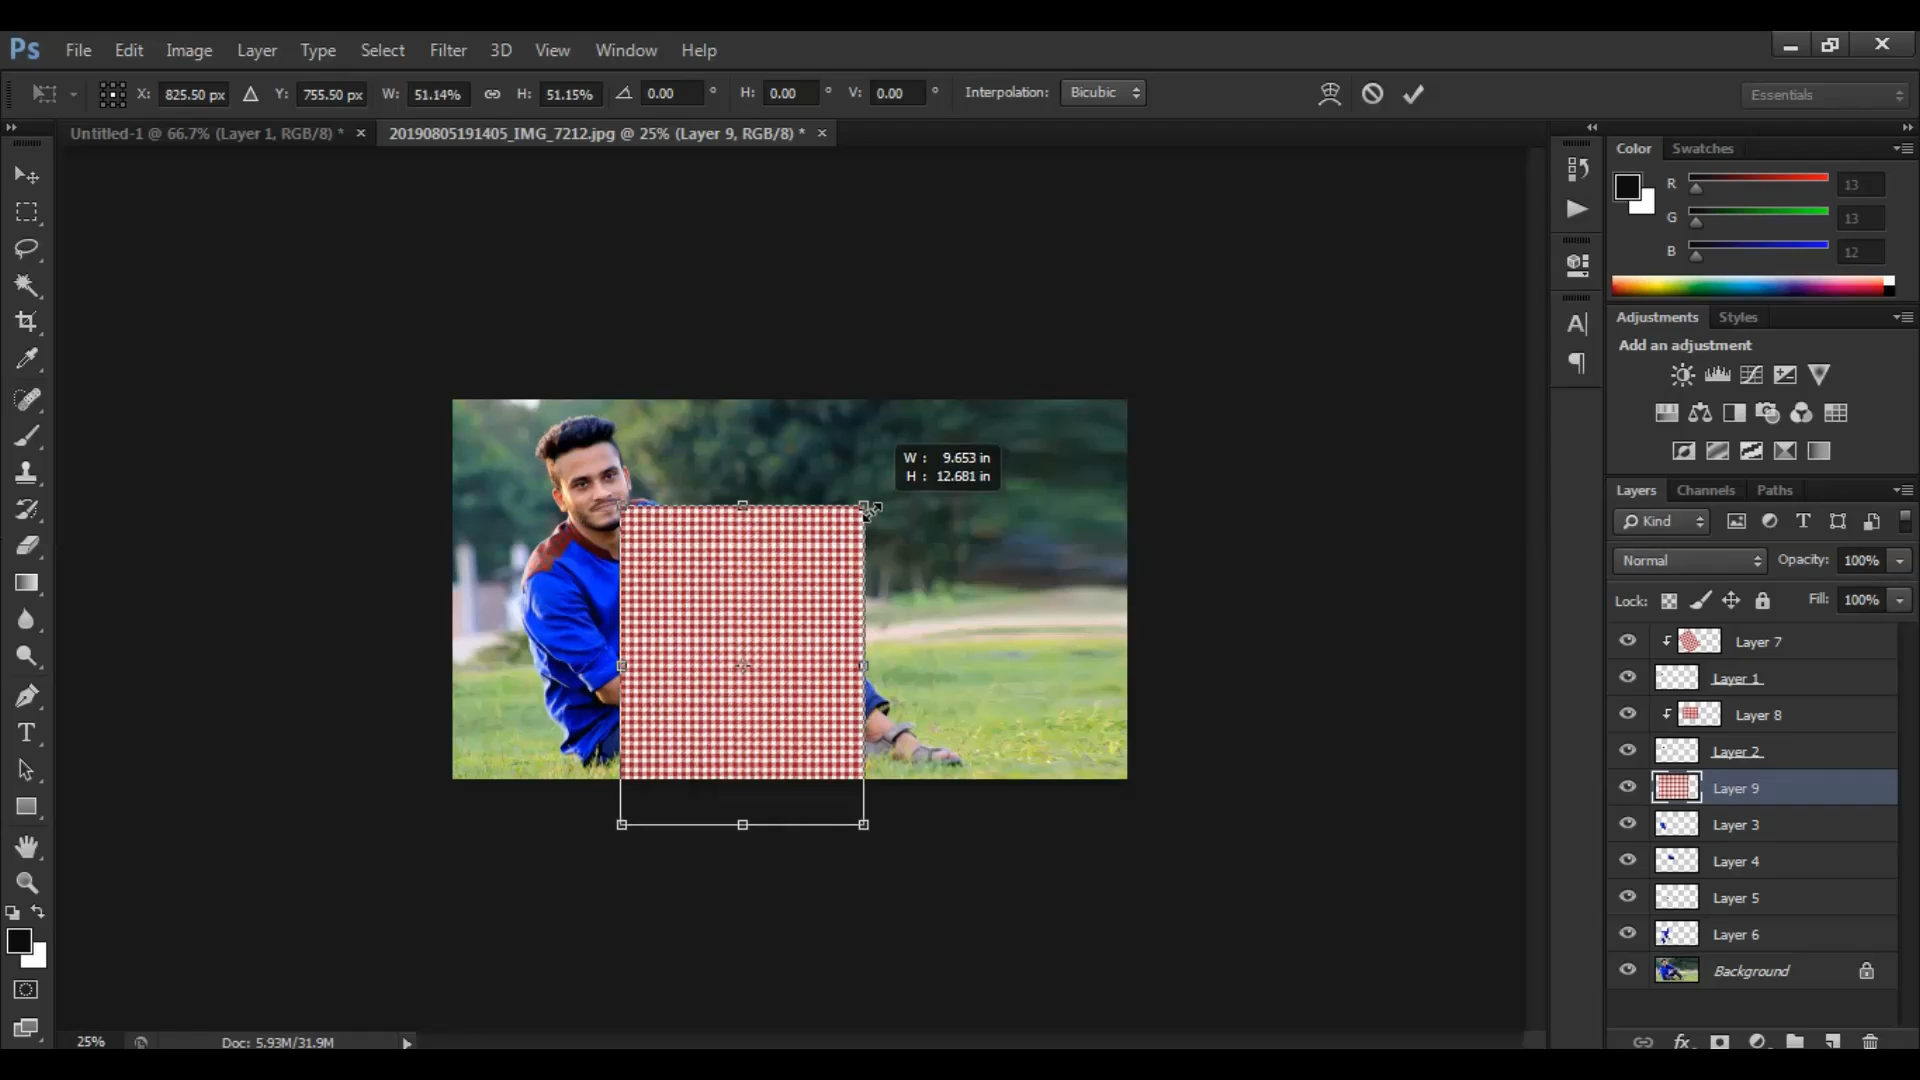 Ps File Edit Image Layer Type Select Filter 3D View Window Help
X: 825.50 px Y: 755.50 px W: 51.14% H: 51.15% 0.00 ° H: 0.00 ° V: 0.00 ° Interpolation: Bicubic Essentials
Untitled-1 @ 66.7% (Layer 1, RGB/8) * × 20190805191405_IMG_7212.jpg @ 25% (Layer 9, RGB/8) * ×
Color Swatches
R 13
G 13
B 12
Adjustments Styles
Add an adjustment
W : 9.653 in
H : 12.681 in
Layers Channels Paths
Kind
Normal Opacity: 100%
Lock: Fill: 100%
Layer 7
Layer 1
Layer 8
Layer 2
Layer 9
Layer 3
Layer 4
Layer 5
Layer 6
Background
25% Doc: 5.93M/31.9M
fx